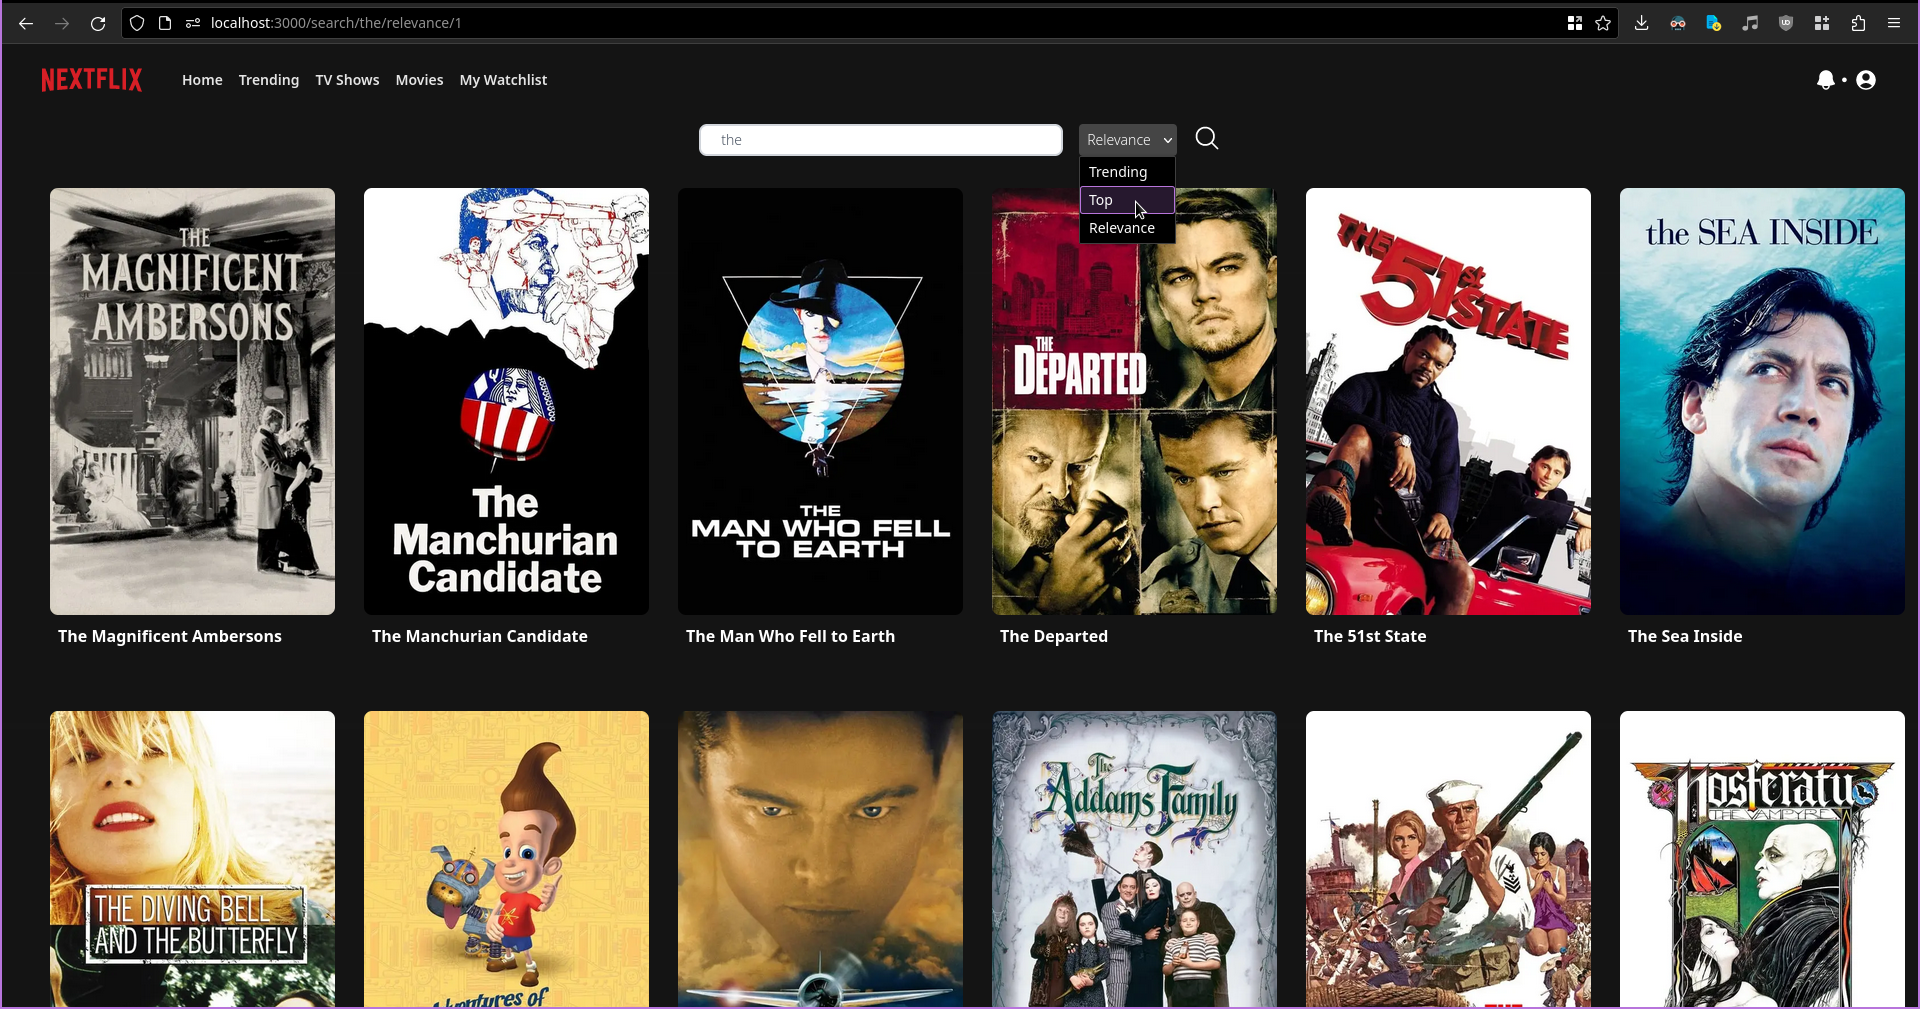 localhost:3000/search/the/relevance/1
NEXTFLIX
Home
Trending
TV Shows
Movies
My Watchlist
the
Relevance
Trending
Top
Relevance
THE
MAGNIFICENT
AMBERSONS
The
Manchurian
Candidate
THE
MAN WHO FELL
TO EARTH
THE
DEPARTED
THE
51st
STATE
the SEA INSIDE
The Magnificent Ambersons
The Manchurian Candidate
The Man Who Fell to Earth
The Departed
The 51st State
The Sea Inside
THE DIVING BELL
AND THE BUTTERFLY
Adventures of
The
Addams Family
THE
Nosferatu
THE VAMPYRE